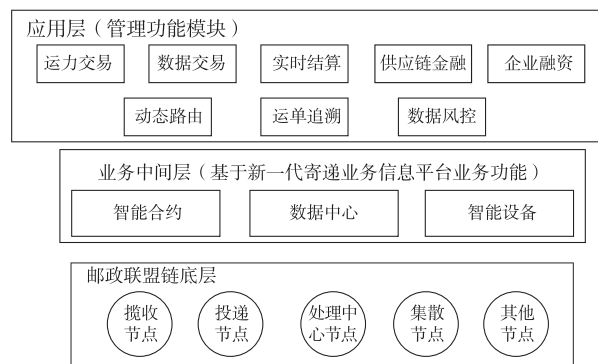 应用层（管理功能模块）
运力交易 数据交易 实时结算 供应链金融 企业融资
动态路由 运单追溯 数据风控
业务中间层（基于新一代寄递业务信息平台业务功能）
智能合约 数据中心 智能设备
邮政联盟链底层
揽收 投递 处理中 集散 其他
节点 节点 心节点 节点 节点